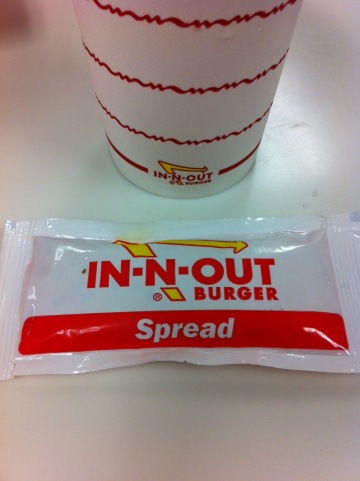 IN-N-OUT
® BURGER
IN-N-OUT
® BURGER
Spread